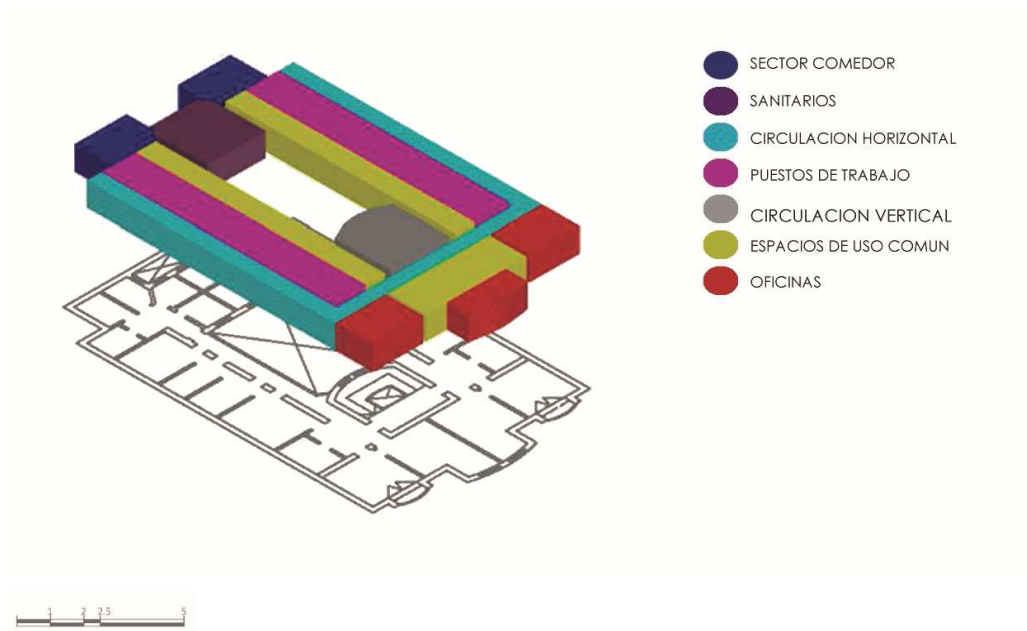 SECTOR COMEDOR
SANITARIOS
CIRCULACION HORIZONTAL
PUESTOS DE TRABAJO
CIRCULACION VERTICAL
ESPACIOS DE USO COMUN
OFICINAS
1 2 2.5 5